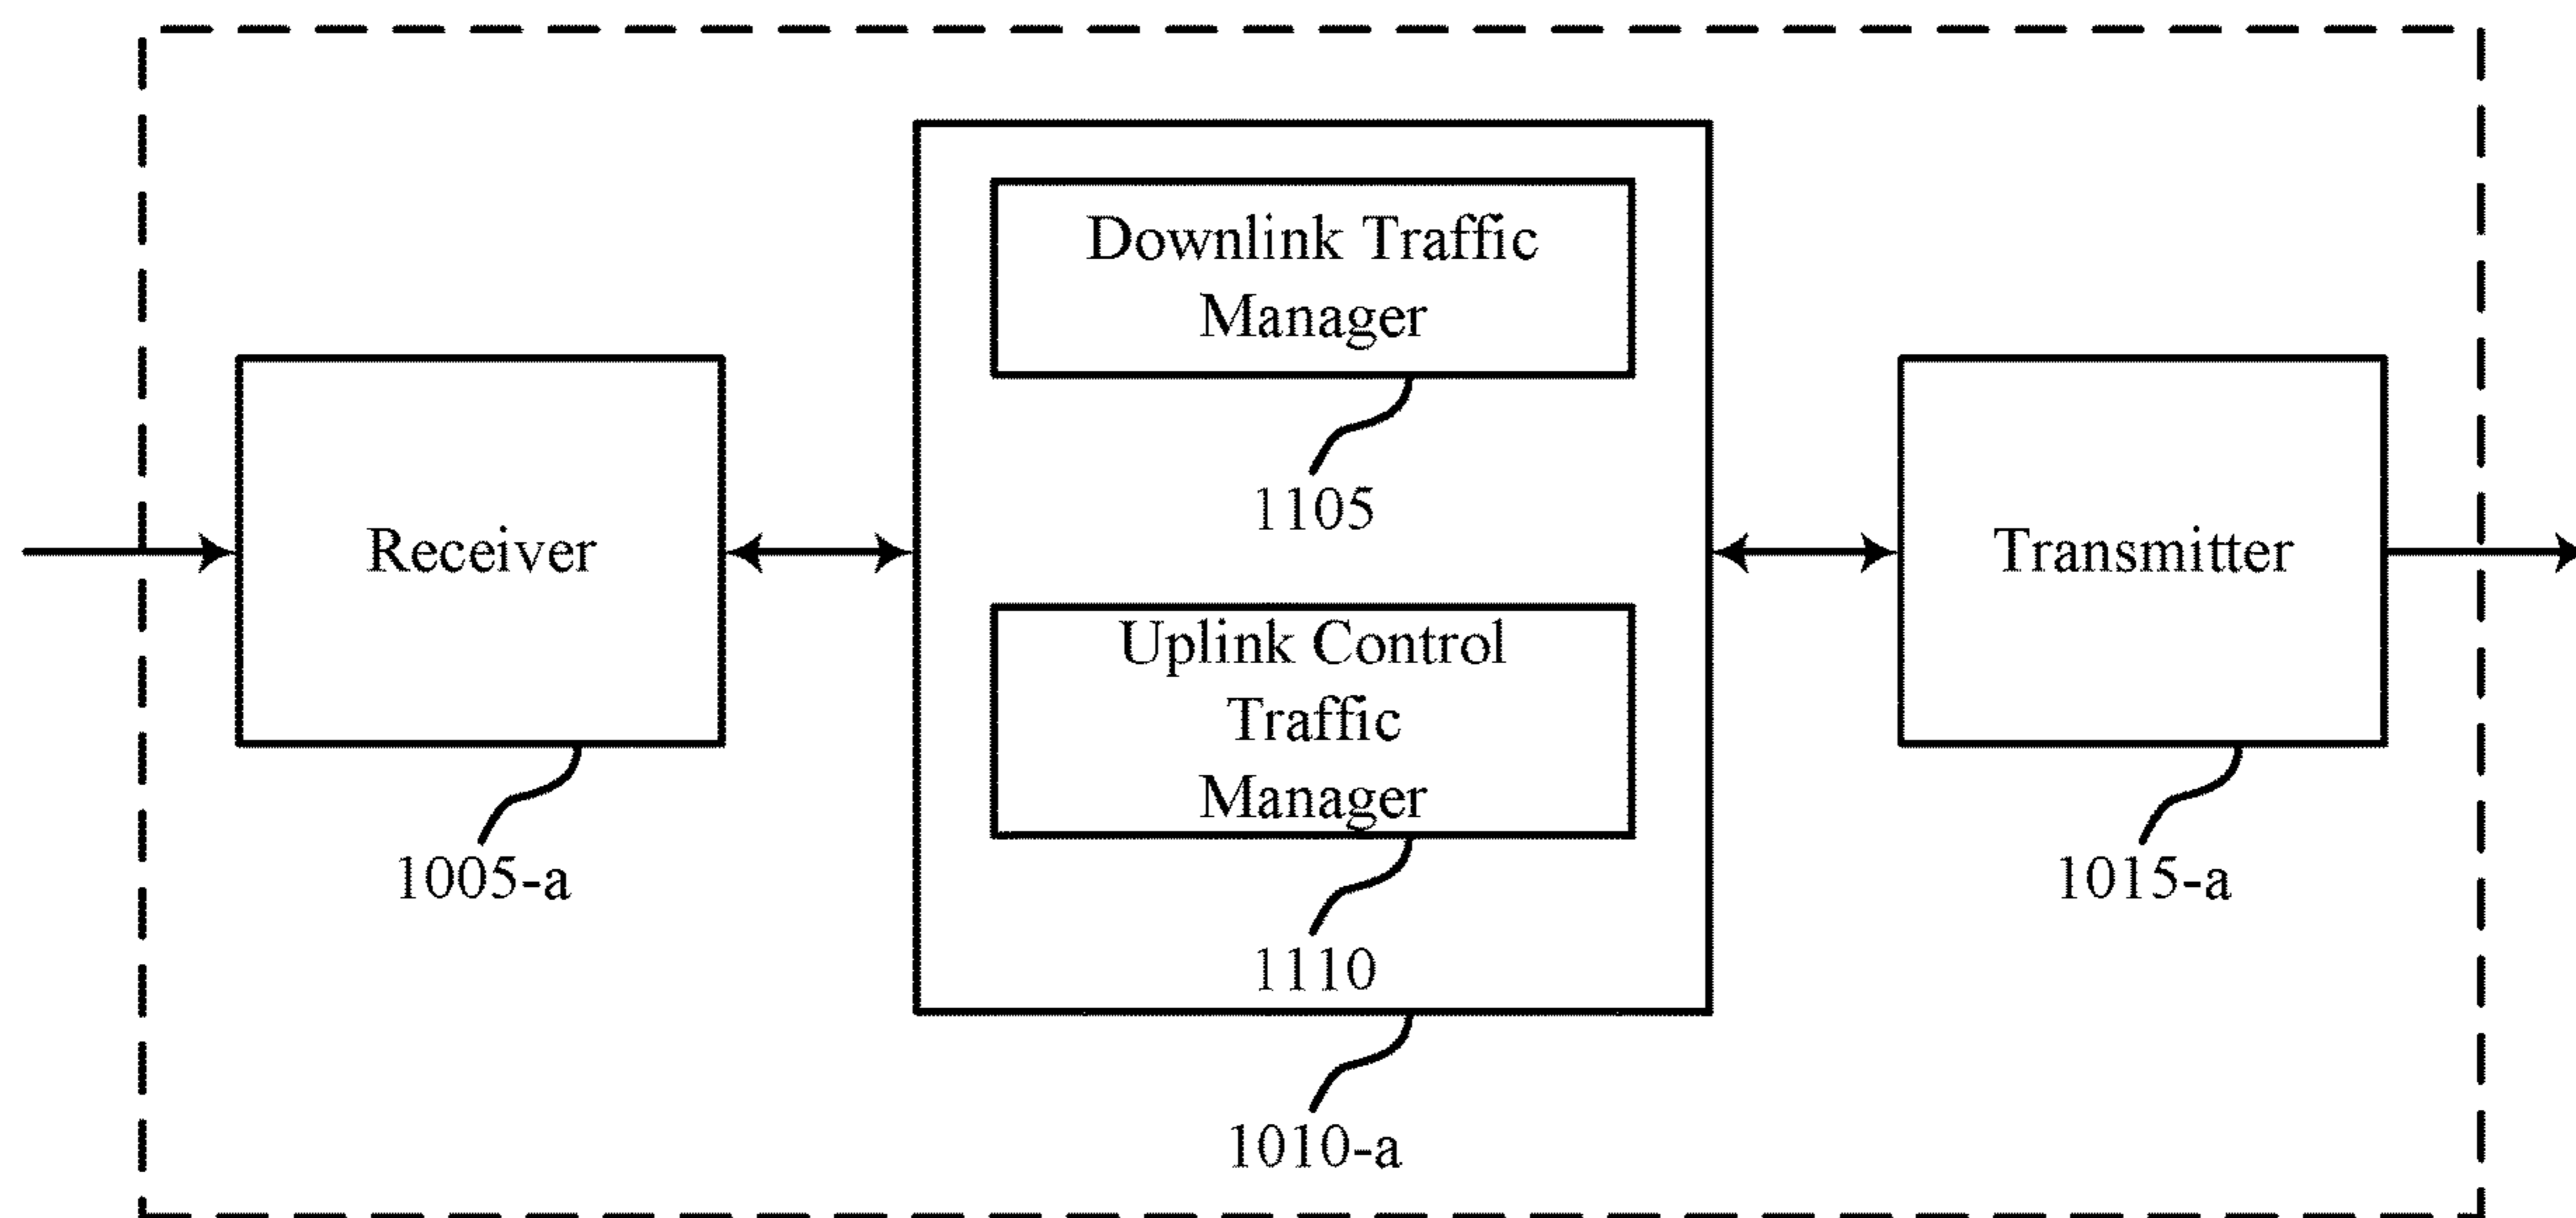 Downlink Traffic
Manager
1105
Receiver
1005-a
Uplink Control
Traffic
Manager
1110
1010-a
Transmitter
1015-a